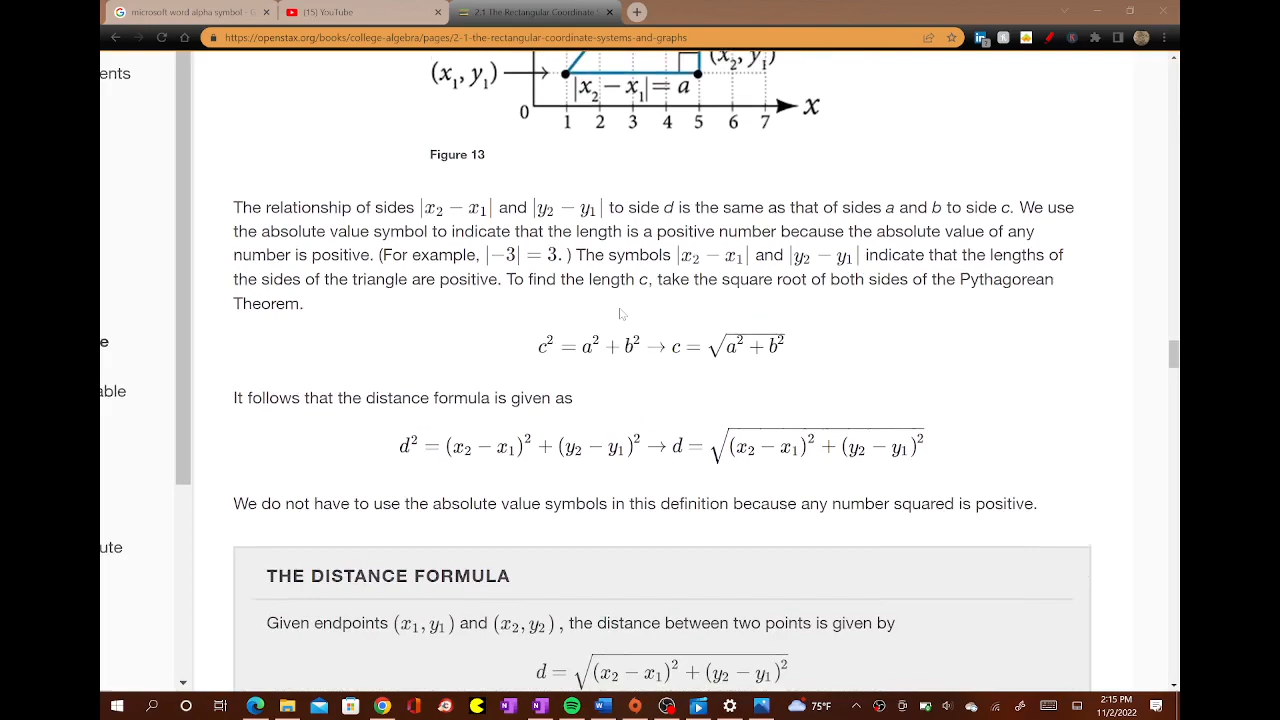 microsoft word alpha symbol - G
(15) YouTube
2.1 The Rectangular Coordinate S
https://openstax.org/books/college-algebra/pages/2-1-the-rectangular-coordinate-systems-and-graphs
ents
e
able
ute
(x₂, y₁)
(x₁, y₁)
|x₂ − x₁| = a
0 1 2 3 4 5 6 7 x
Figure 13
The relationship of sides |x₂ − x₁| and |y₂ − y₁| to side d is the same as that of sides a and b to side c. We use
the absolute value symbol to indicate that the length is a positive number because the absolute value of any
number is positive. (For example, |−3| = 3. ) The symbols |x₂ − x₁| and |y₂ − y₁| indicate that the lengths of
the sides of the triangle are positive. To find the length c, take the square root of both sides of the Pythagorean
Theorem.
c² = a² + b² → c = √(a² + b²)
It follows that the distance formula is given as
d² = (x₂ − x₁)² + (y₂ − y₁)² → d = √((x₂ − x₁)² + (y₂ − y₁)²)
We do not have to use the absolute value symbols in this definition because any number squared is positive.
THE DISTANCE FORMULA
Given endpoints (x₁, y₁) and (x₂, y₂) , the distance between two points is given by
d = √((x₂ − x₁)² + (y₂ − y₁)²)
75°F
2:15 PM
11/2/2022